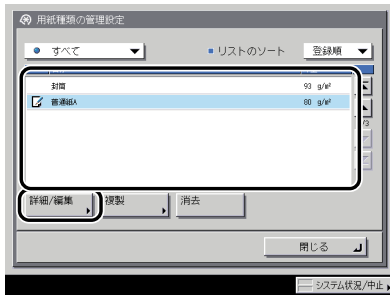 用紙種類の管理設定
すべて
リストのソート 登録順
封筒 93 g/m²
普通紙A 80 g/m²
/3
詳細/編集 複製 消去
閉じる
システム状況/中止